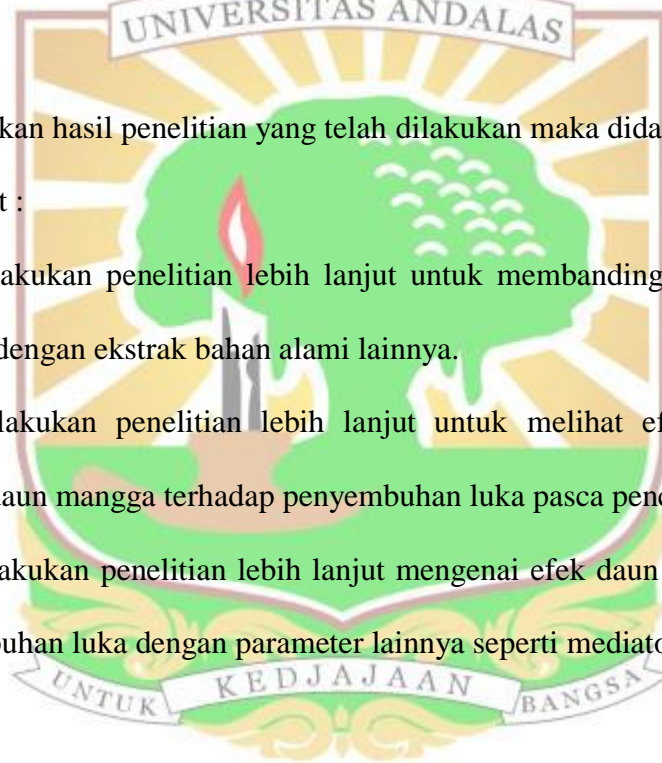 UNIVERSITAS ANDALAS
kan hasil penelitian yang telah dilakukan maka dida
t :
akukan penelitian lebih lanjut untuk membanding
dengan ekstrak bahan alami lainnya.
lakukan penelitian lebih lanjut untuk melihat ef
aun mangga terhadap penyembuhan luka pasca penc
akukan penelitian lebih lanjut mengenai efek daun
buhan luka dengan parameter lainnya seperti mediato
UNTUK KEDJAJAAN BANGSA